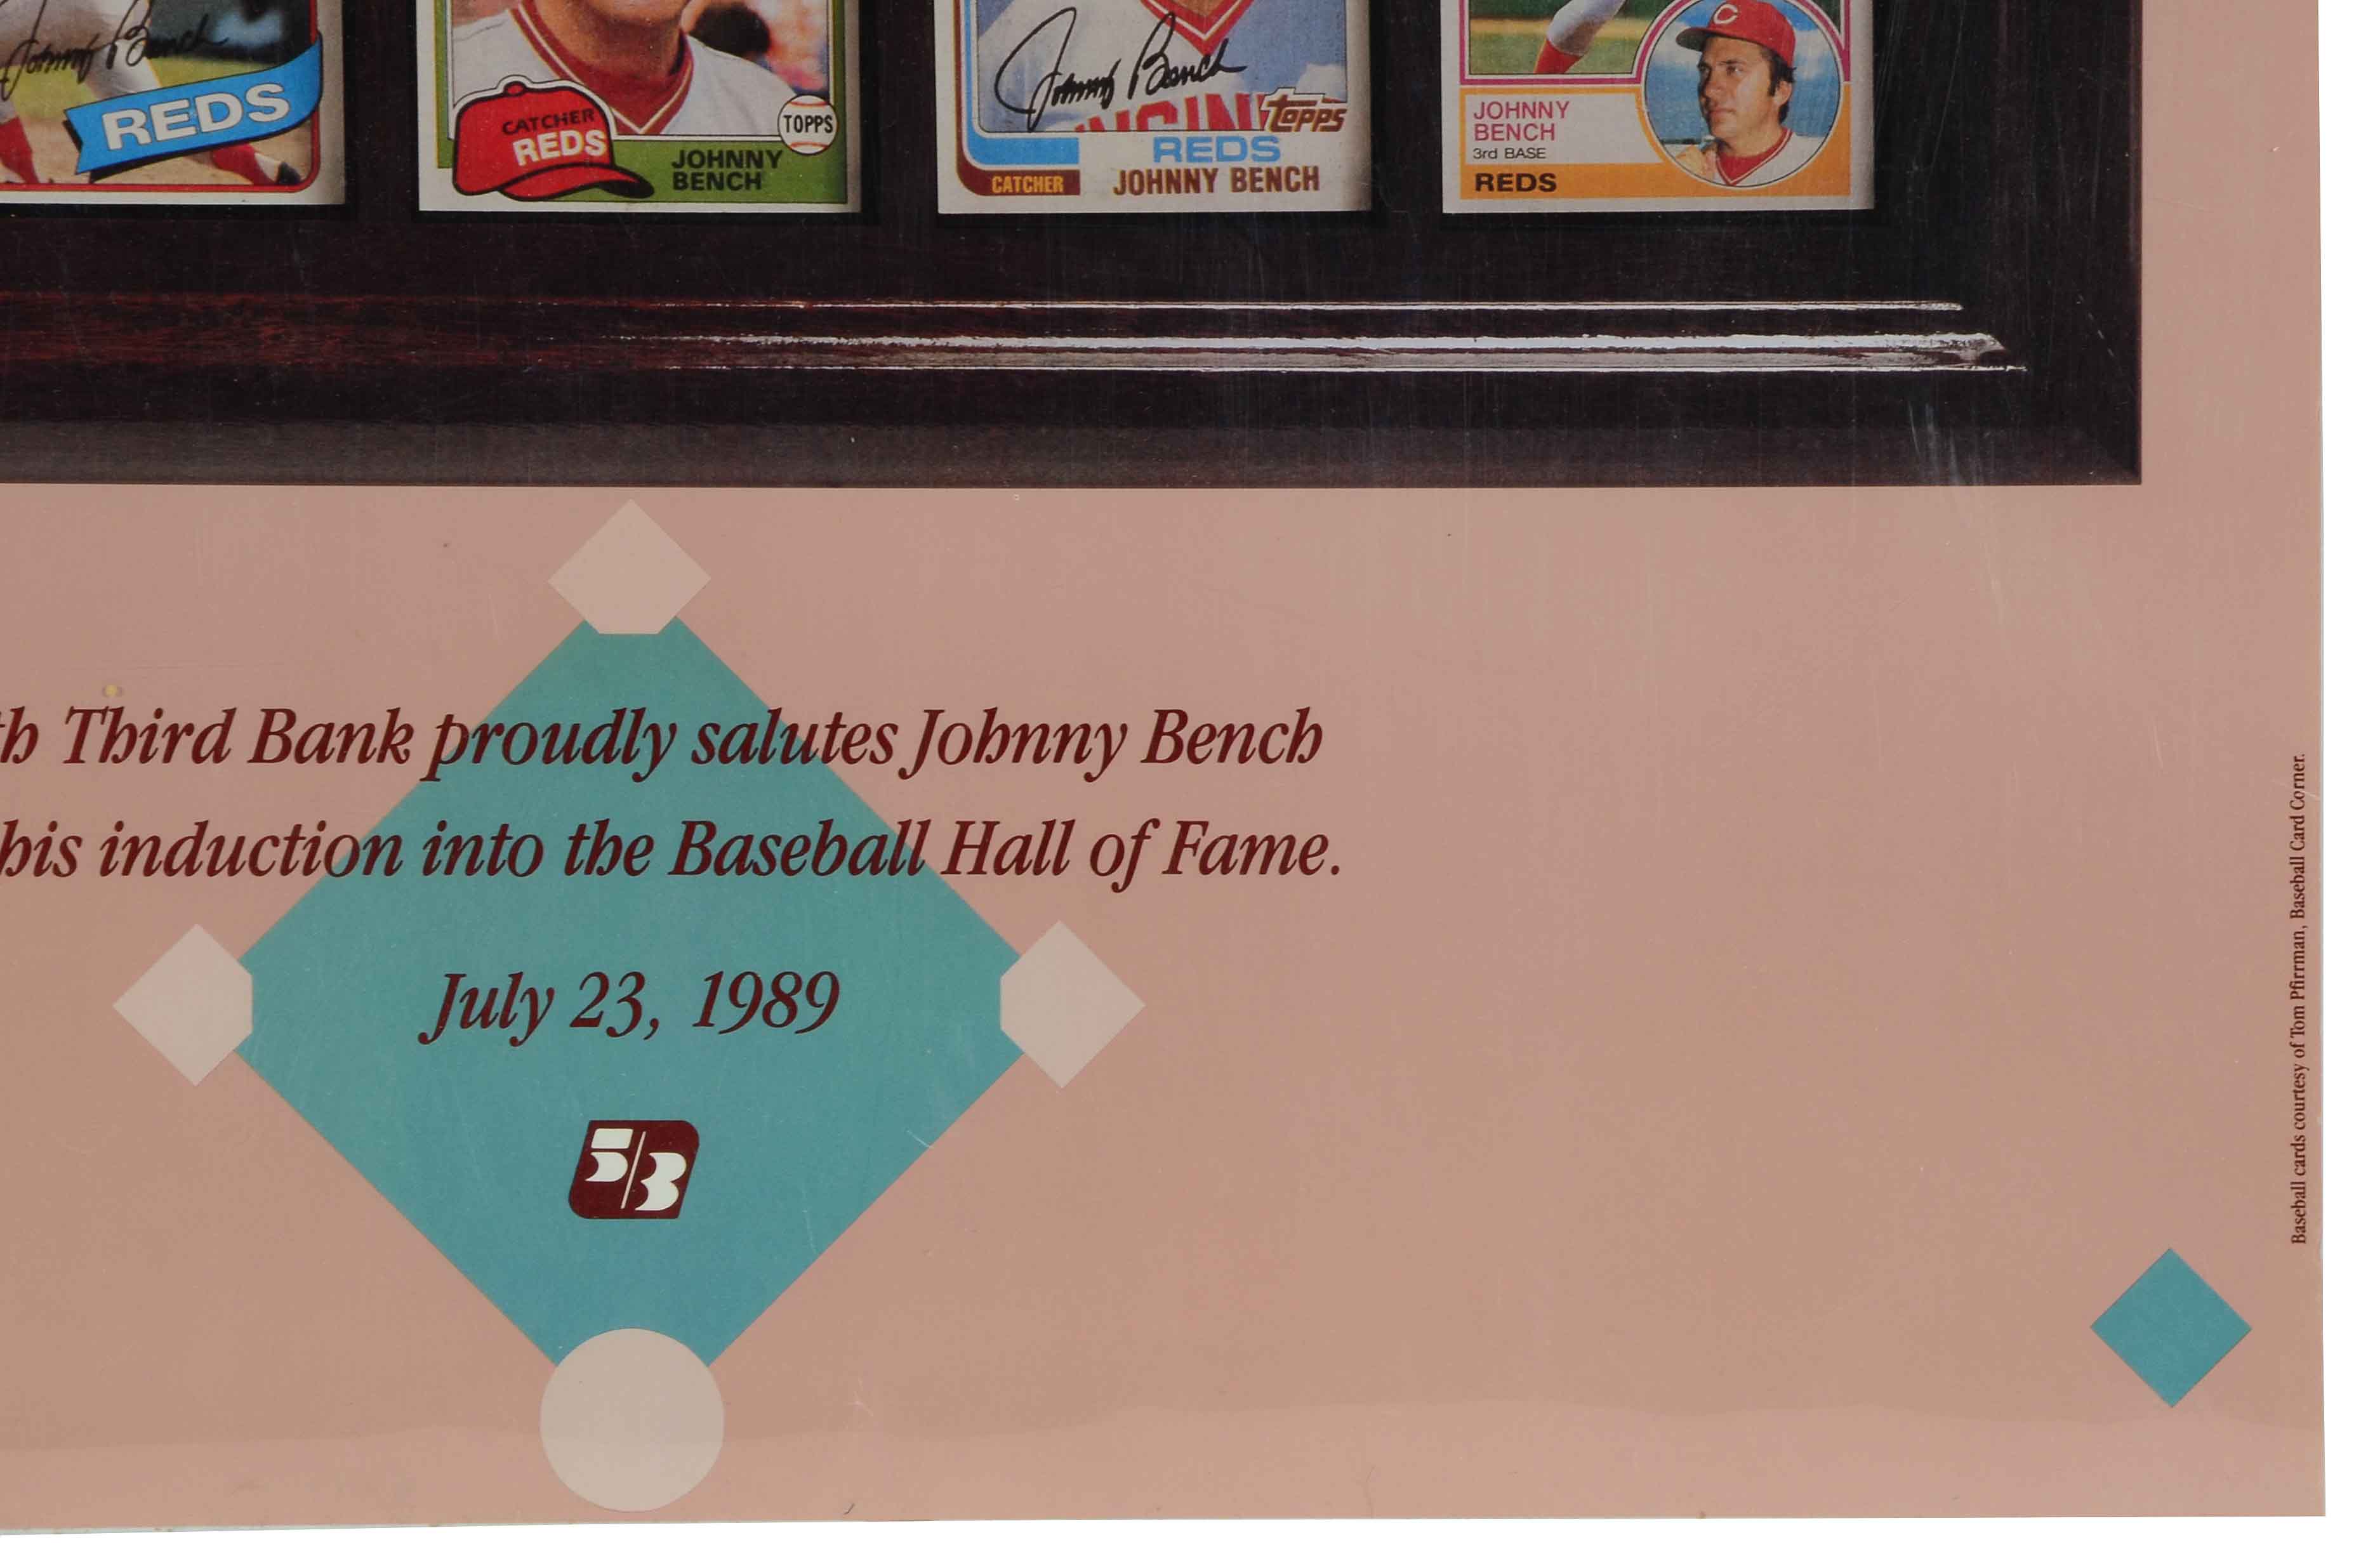 Johnny Bench
REDS
CATCHER
REDS
TOPPS
JOHNNY
BENCH
Johnny Bench
Topps
REDS
CATCHER
JOHNNY BENCH
C
JOHNNY
BENCH
3rd BASE
REDS
Third Bank proudly salutes Johnny Bench
his induction into the Baseball Hall of Fame.
July 23, 1989
5/3
Baseball cards courtesy of Tom Pfirrman, Baseball Card Corner.